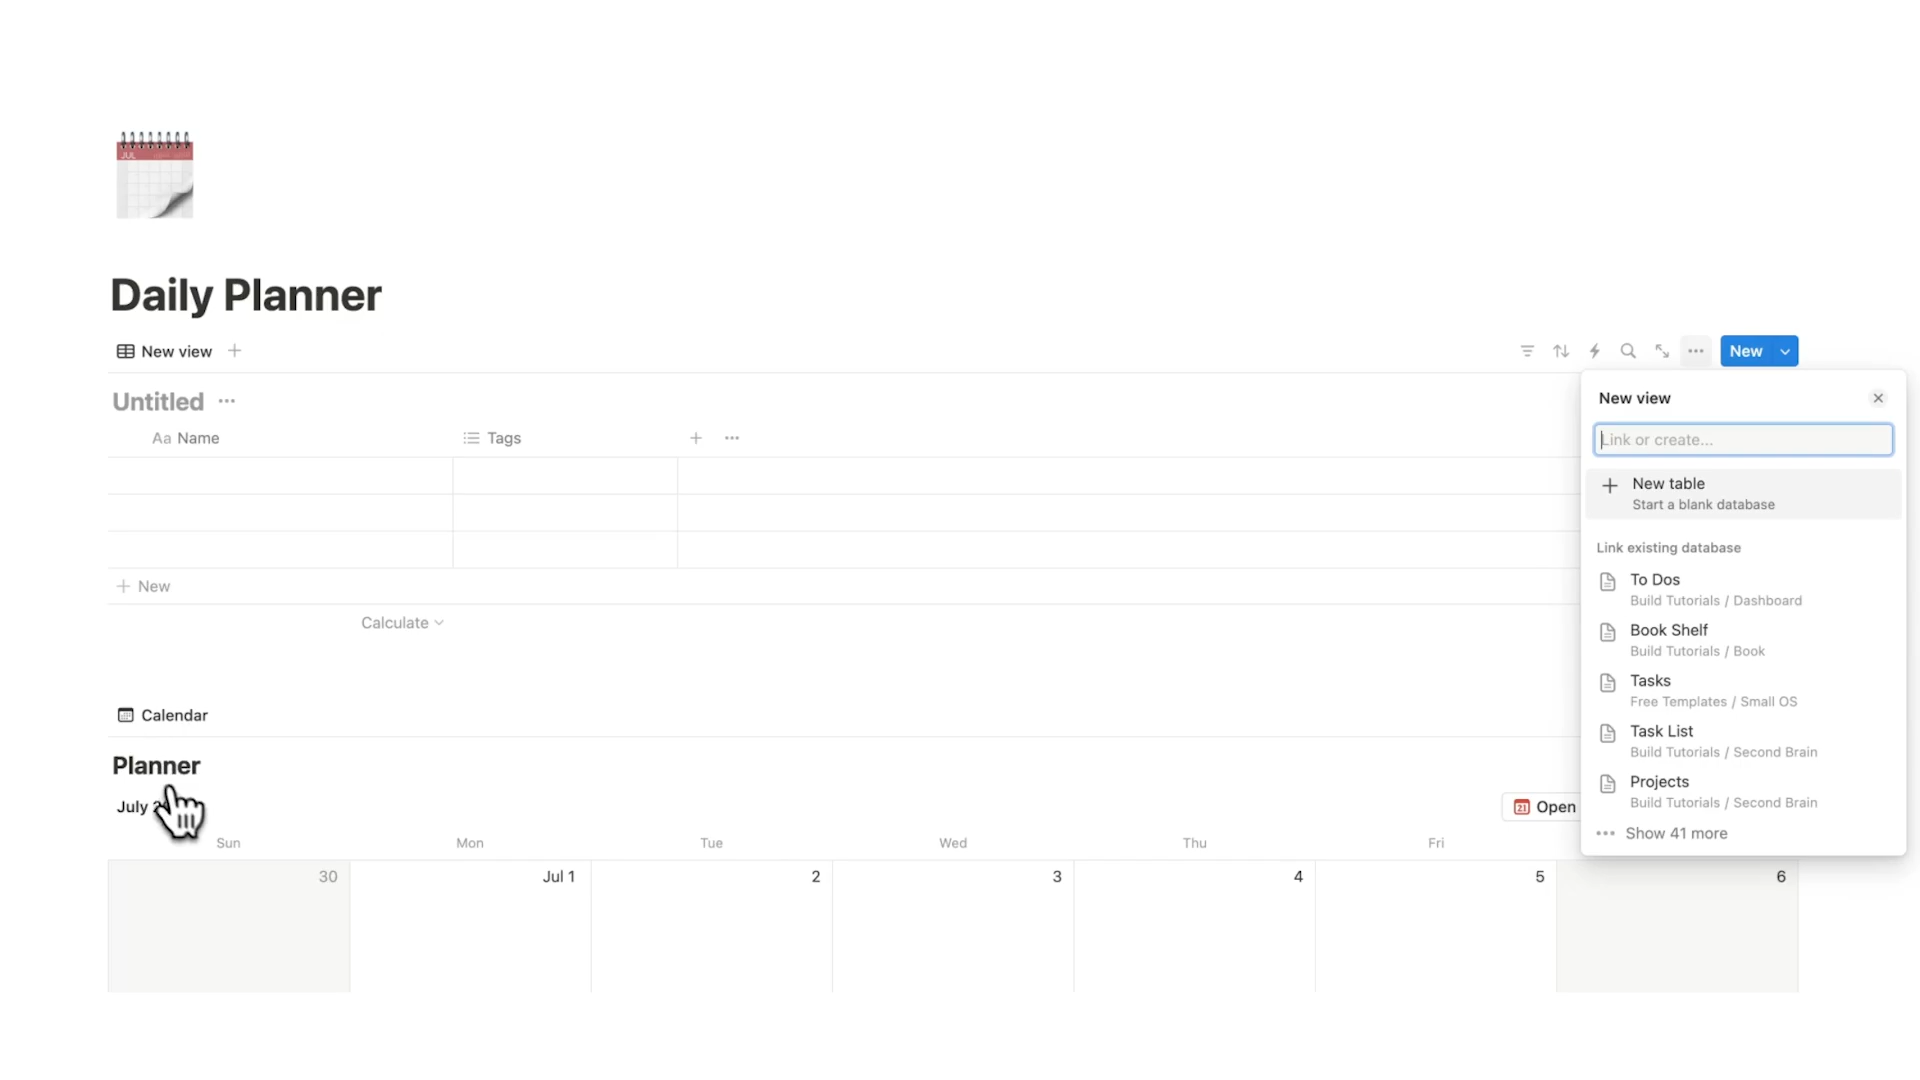 JUL
Daily Planner
New view
New
New view
Link or create...
Untitled
Aa Name
Tags
New table
Start a blank database
Link existing database
To Dos
Build Tutorials / Dashboard
New
Calculate
Book Shelf
Build Tutorials / Book
Tasks
Free Templates / Small OS
Calendar
Task List
Build Tutorials / Second Brain
Planner
Projects
Build Tutorials / Second Brain
July
21 Open
Show 41 more
Sun Mon Tue Wed Thu Fri
30 Jul 1 2 3 4 5 6